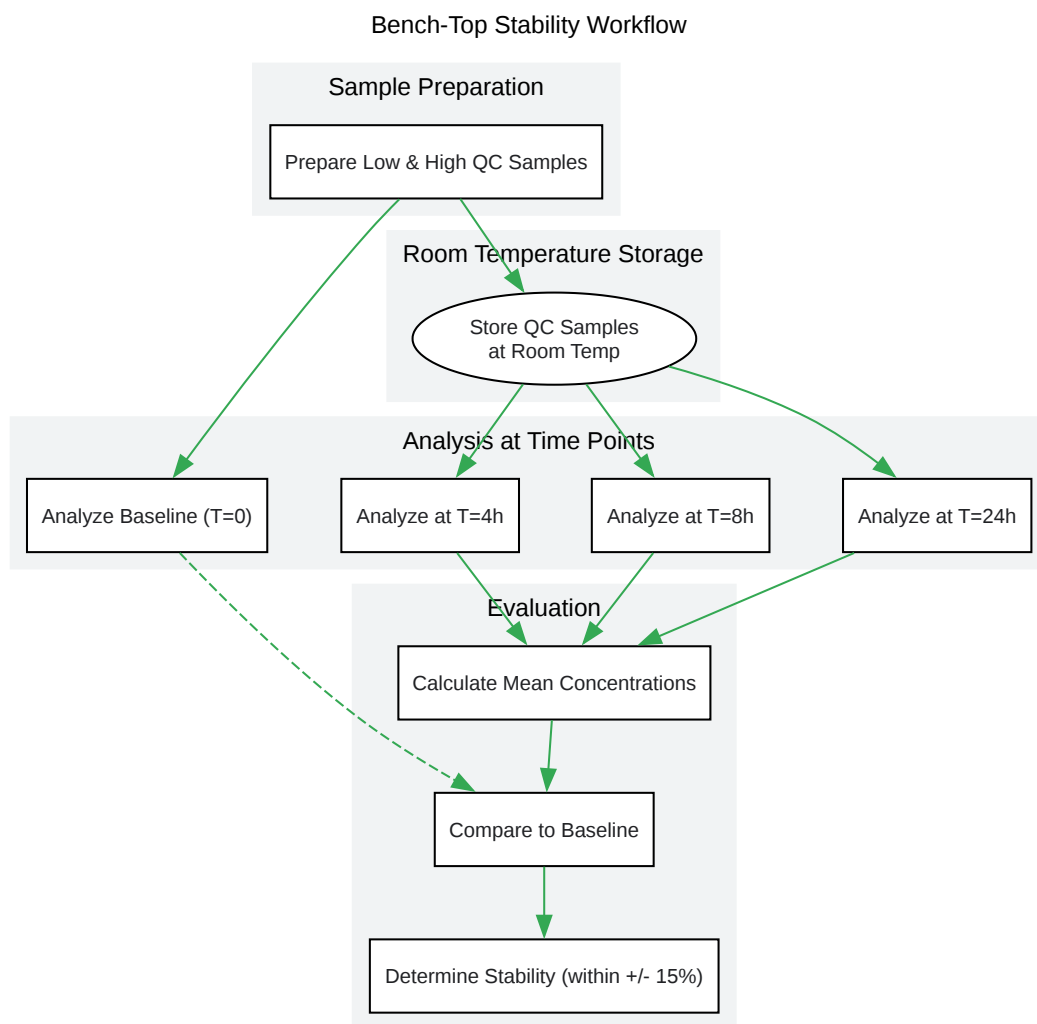 Bench-Top Stability Workflow
Sample Preparation
Prepare Low & High QC Samples
Room Temperature Storage
Store QC Samples
at Room Temp
Analysis at Time Points
Analyze Baseline (T=0)
Analyze at T=4h
Analyze at T=8h
Analyze at T=24h
Evaluation
Calculate Mean Concentrations
Compare to Baseline
Determine Stability (within +/- 15%)